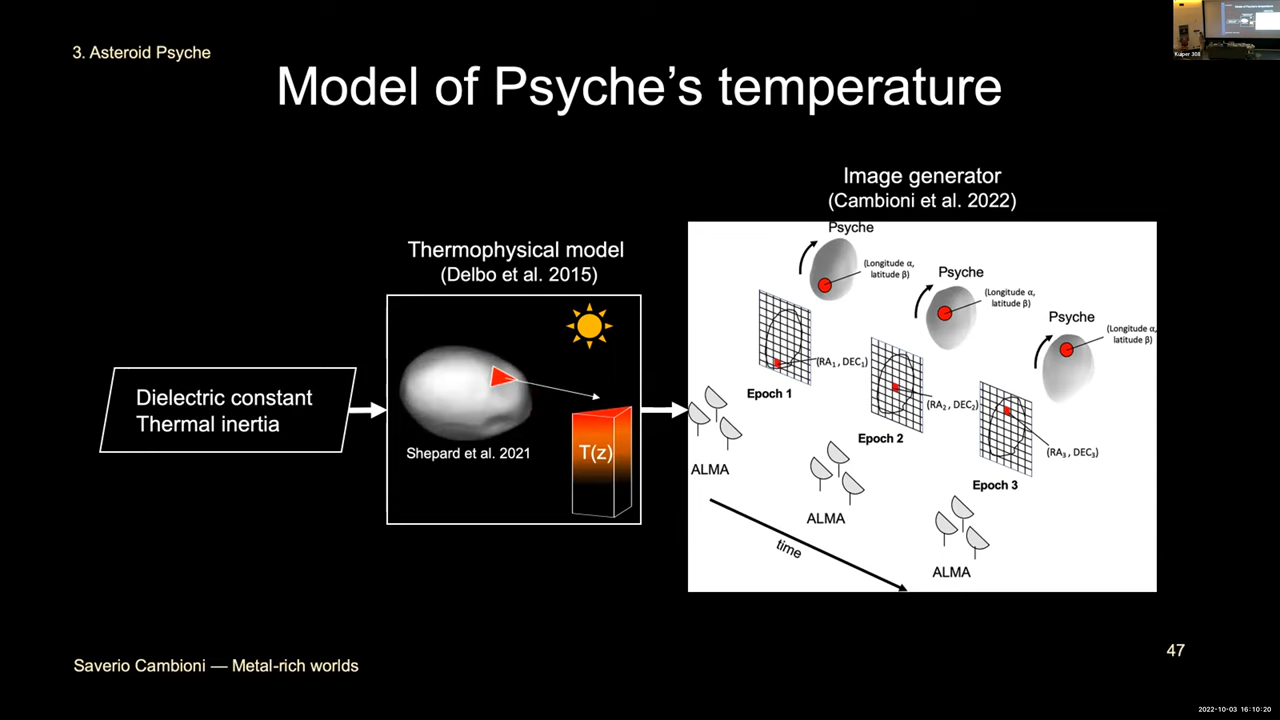 3. Asteroid Psyche
Model of Psyche's temperature
Kuiper 308
Image generator
(Cambioni et al. 2022)
Thermophysical model
(Delbo et al. 2015)
Dielectric constant
Thermal inertia
Shepard et al. 2021
T(z)
Psyche
(Longitude α,
latitude β)
Psyche
(Longitude α,
latitude β)
Psyche
(Longitude α,
latitude β)
(RA₁, DEC₁)
Epoch 1
(RA₂, DEC₂)
Epoch 2
(RA₃, DEC₃)
Epoch 3
ALMA
ALMA
ALMA
time
47
Saverio Cambioni — Metal-rich worlds
2022-10-03 16:10:20